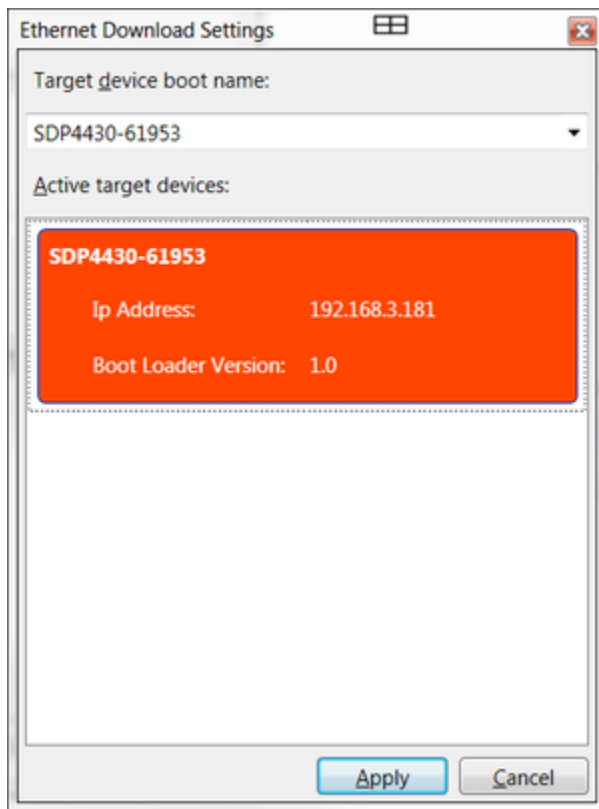 Ethernet Download Settings
Target device boot name:
SDP4430-61953
Active target devices:
SDP4430-61953
Ip Address: 192.168.3.181
Boot Loader Version: 1.0
Apply Cancel